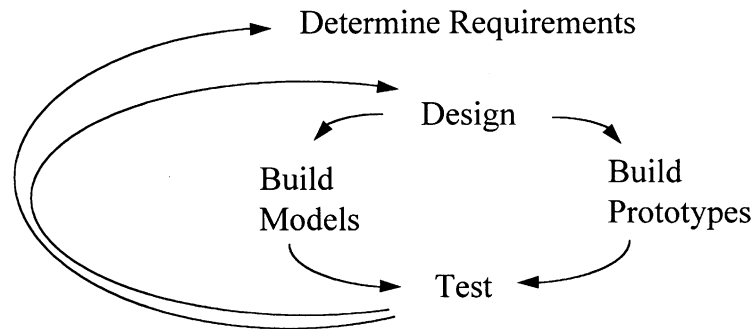 Determine Requirements
Design
Build
Models
Build
Prototypes
Test